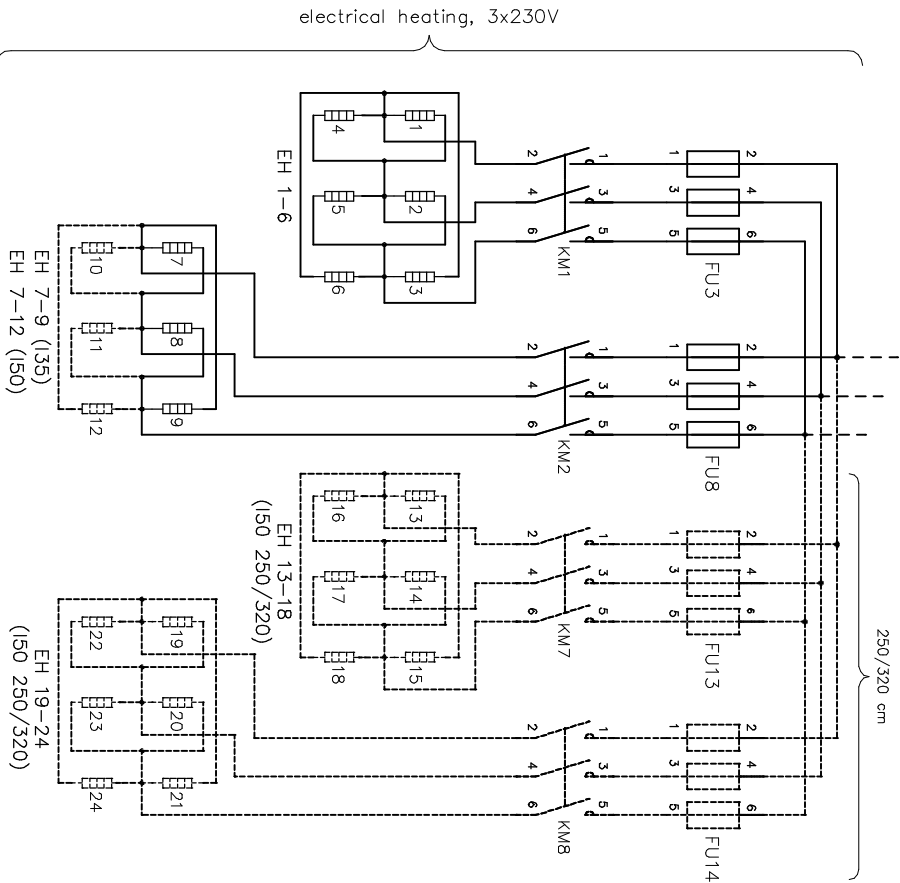 electrical heating, 3x230V
250/320 cm
2 4 6
FU3
1 3 5
1 3 5
KM1
2 4 6
1 2 3
4 5 6
EH 1-6
2 4 6
FU8
1 3 5
1 3 5
KM2
2 4 6
7 8 9
10 11 12
EH 7-9 (I35)
EH 7-12 (I50)
2 4 6
FU13
1 3 5
1 3 5
KM7
2 4 6
13 14 15
16 17 18
EH 13-18
(I50 250/320)
2 4 6
FU14
1 3 5
1 3 5
KM8
2 4 6
19 20 21
22 23 24
EH 19-24
(I50 250/320)